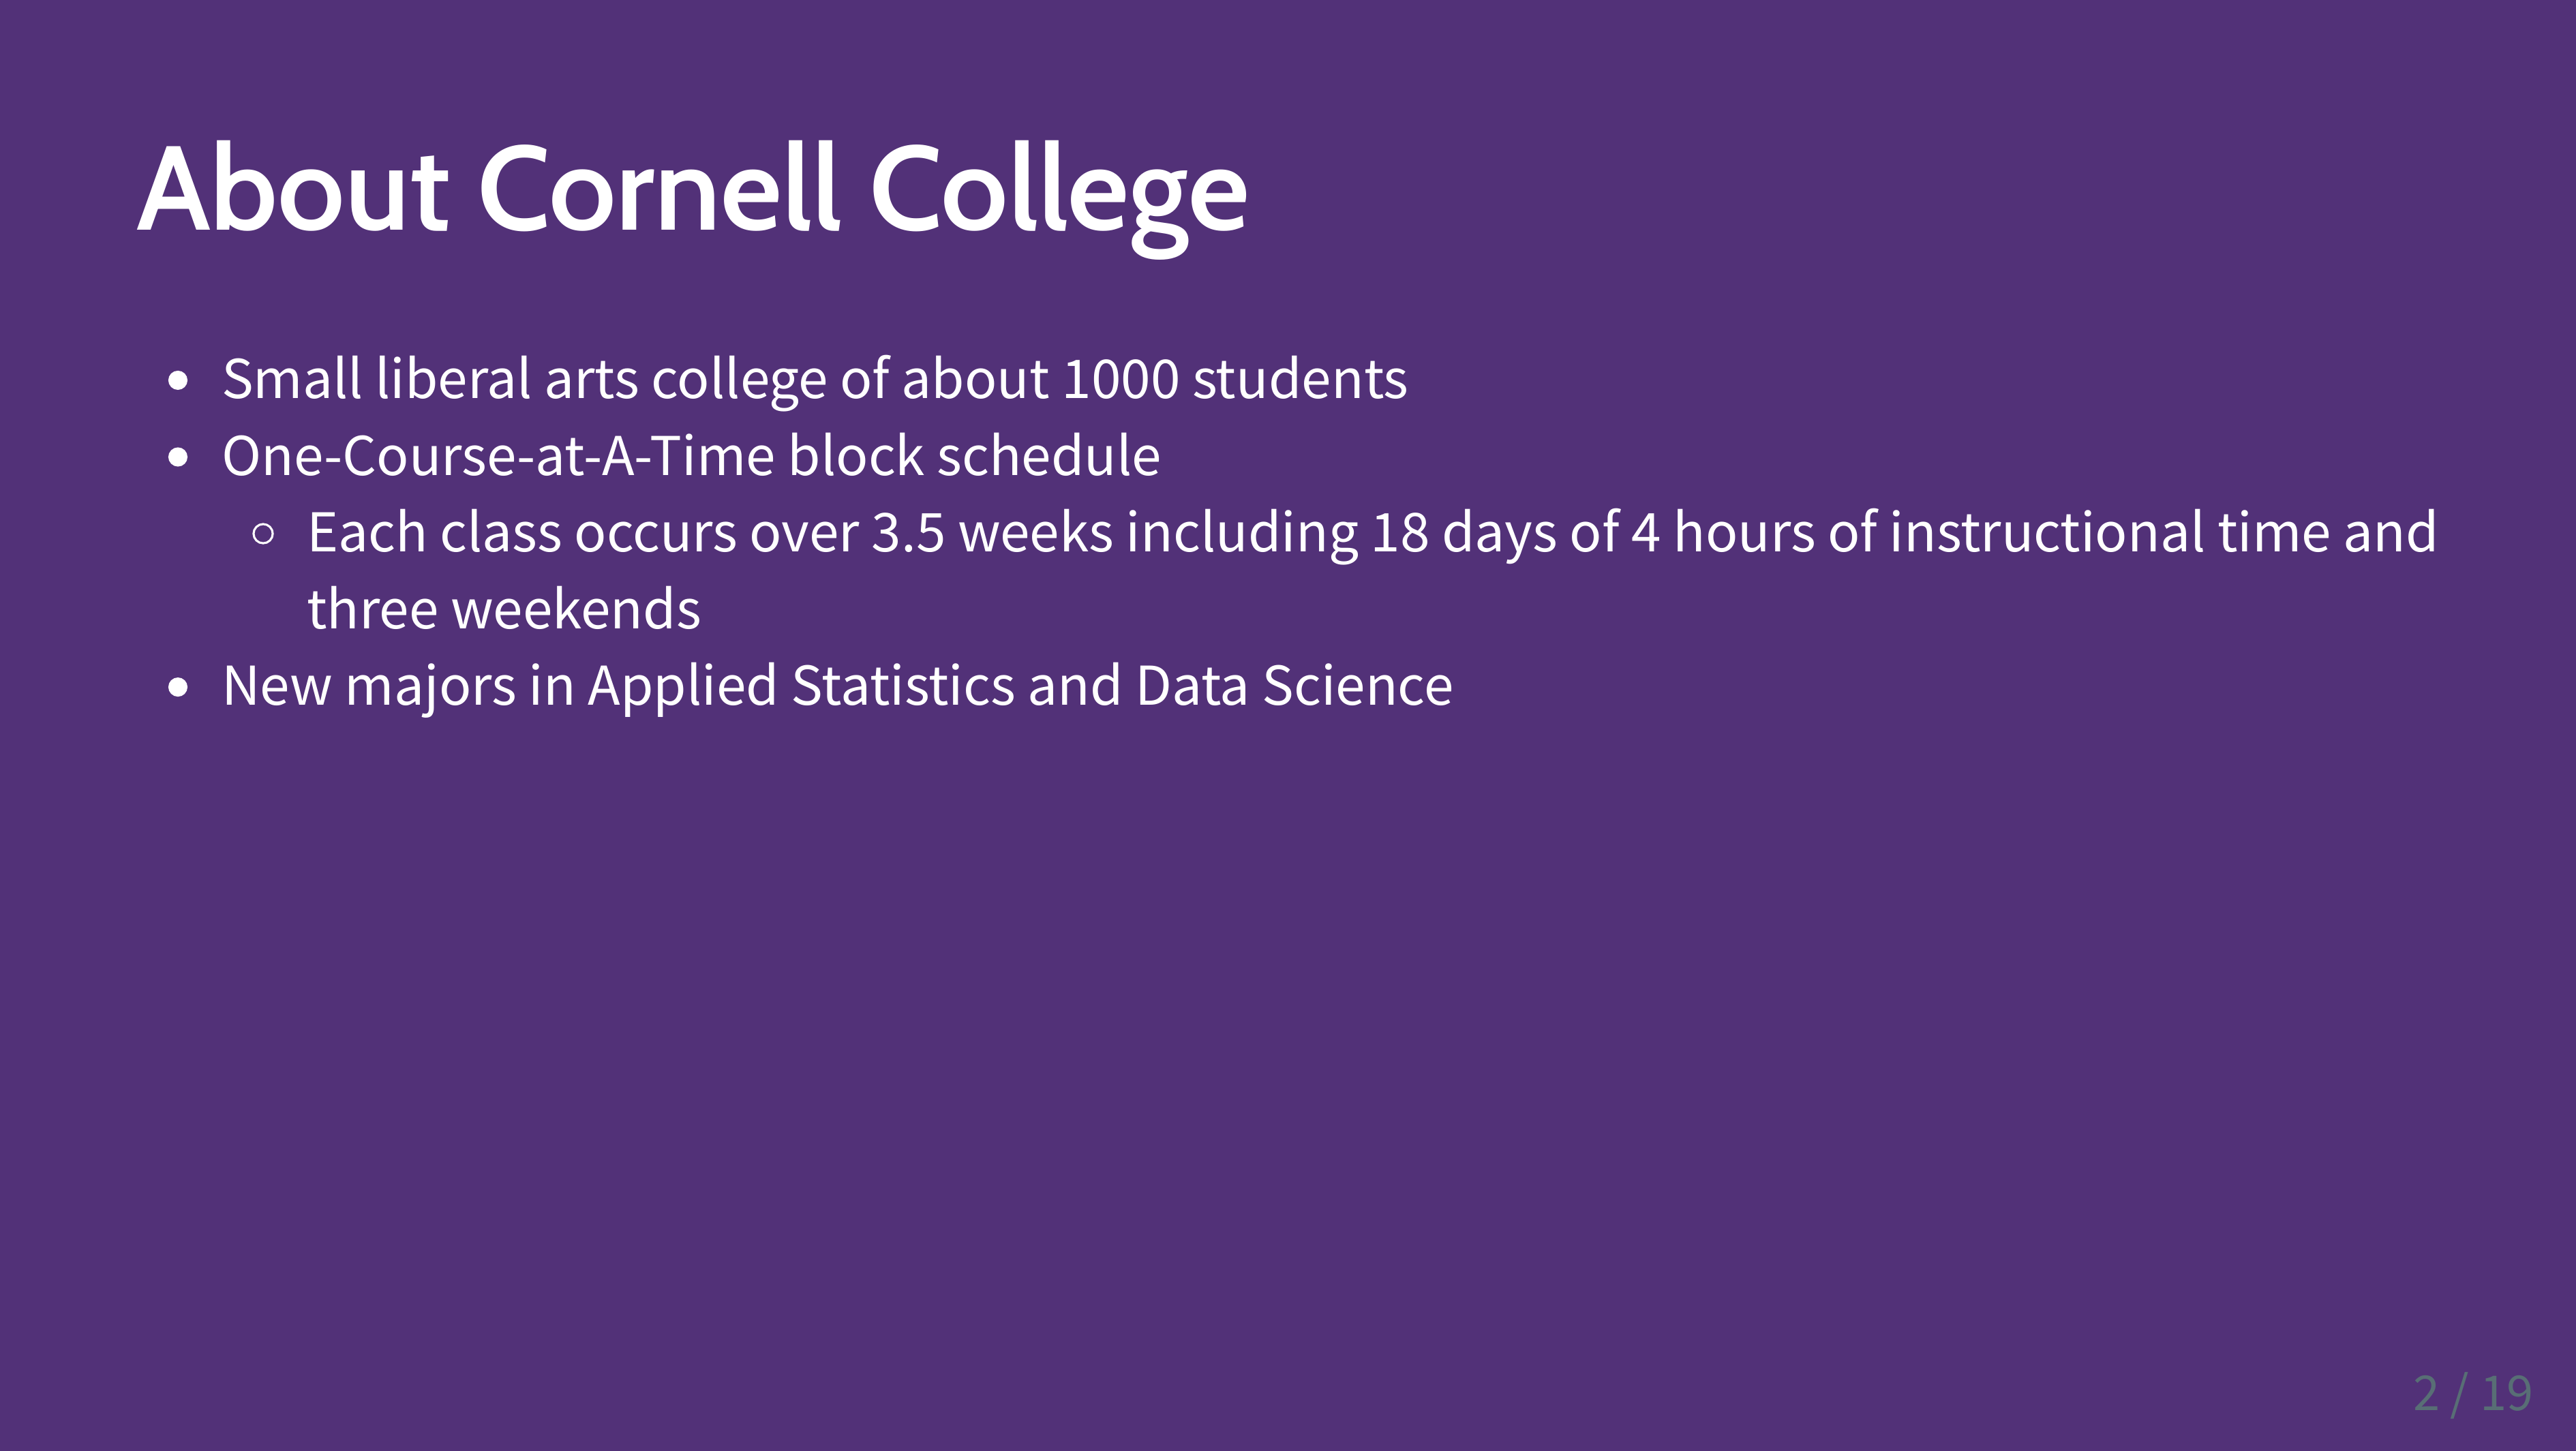 About Cornell College
Small liberal arts college of about 1000 students
One-Course-at-A-Time block schedule
Each class occurs over 3.5 weeks including 18 days of 4 hours of instructional time and
three weekends
New majors in Applied Statistics and Data Science
2 / 19